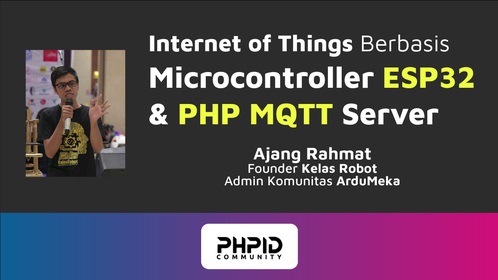 Internet of Things Berbasis
Microcontroller ESP32
& PHP MQTT Server
Ajang Rahmat
Founder Kelas Robot
Admin Komunitas ArduMeka
PHPID
COMMUNITY